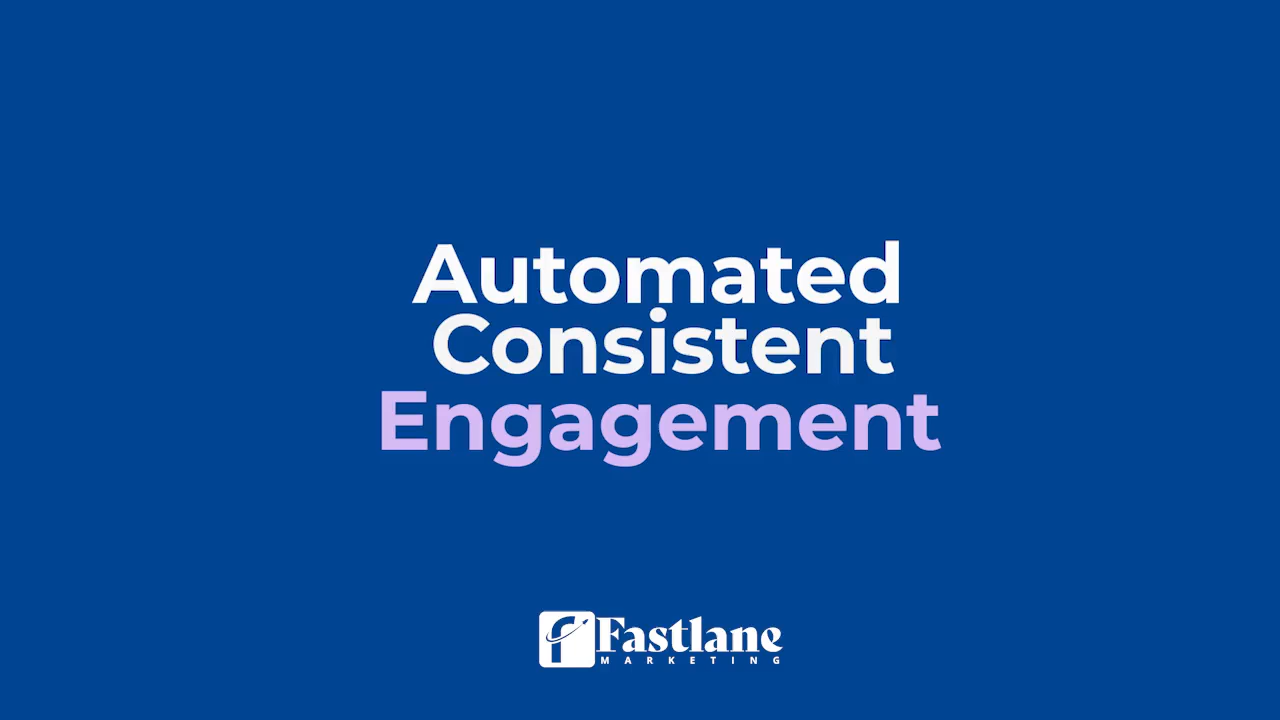 Automated
Consistent
Engagement
Fastlane
MARKETING